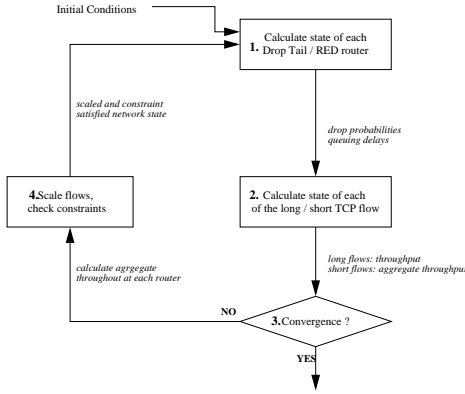 Initial Conditions
1. Calculate state of each
Drop Tail / RED router
scaled and constraint
satisfied network state
drop probabilities
queuing delays
4.Scale flows,
check constraints
2. Calculate state of each
of the long / short TCP flow
calculate agrgegate
throughout at each router
long flows: throughput
short flows: aggregate throughput
NO
3.Convergence ?
YES